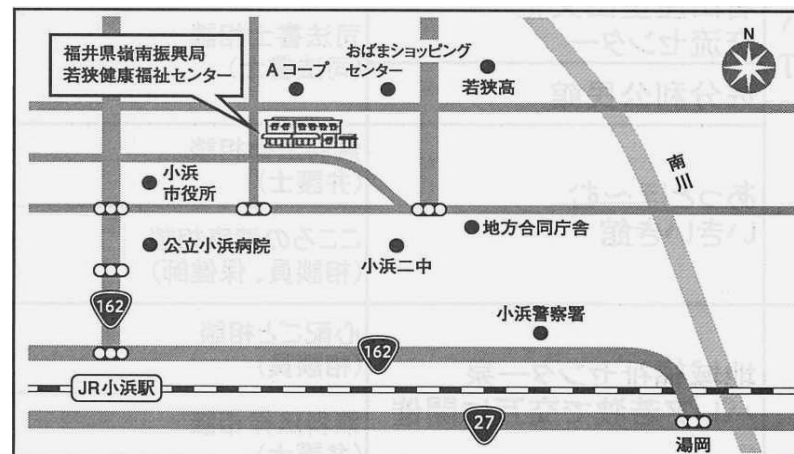 福井県嶺南振興局
若狭健康福祉センター
Aコープ
おばまショッピング
センター
若狭高
N
南川
小浜
市役所
公立小浜病院
小浜二中
地方合同庁舎
小浜警察署
162
162
JR小浜駅
27
湯岡